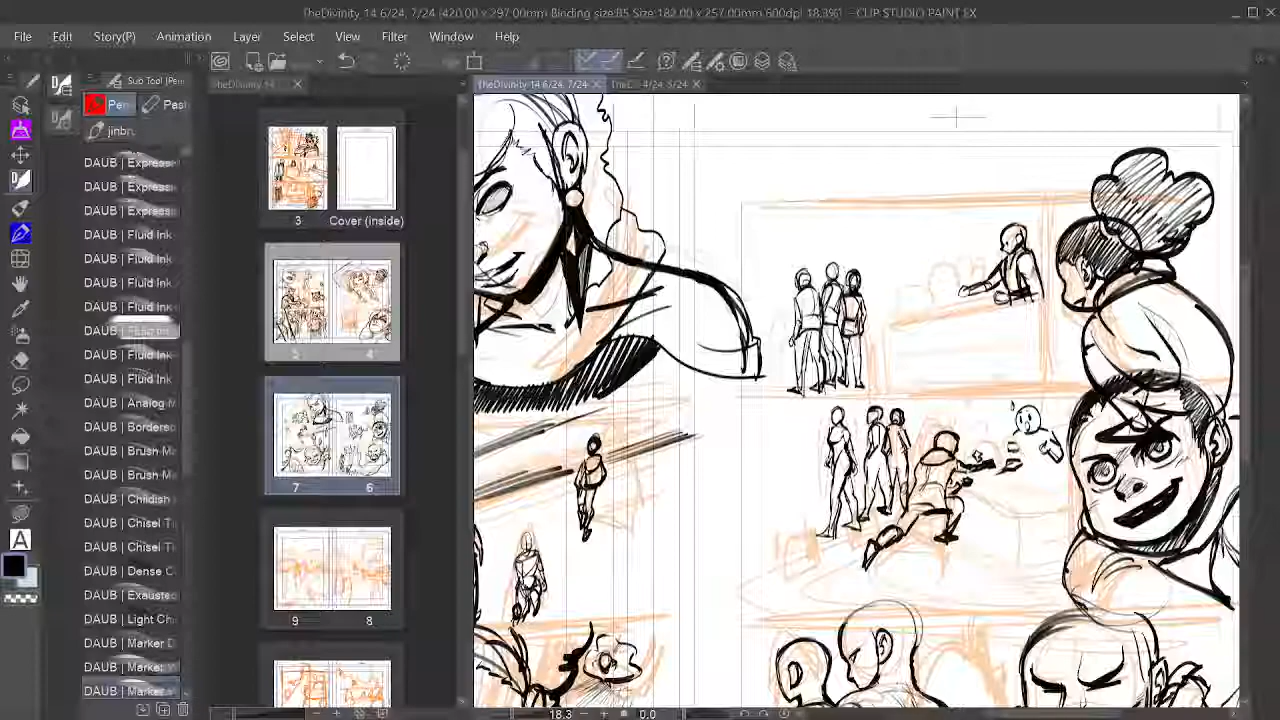 TheDivinity 14 6/24, 7/24 (420.00 x 297.00mm Binding size:B5 Size:182.00 x 257.00mm 600dpi 18.3%) - CLIP STUDIO PAINT EX
File Edit Story(P) Animation Layer Select View Filter Window Help
Sub Tool [Pen
TheDivinity 14
TheDivinity 14 6/24, 7/24
Pen
Past
jinbn.
DAUB | Express
DAUB | Express
DAUB | Express
DAUB | Fluid Ink
DAUB | Fluid Ink
DAUB | Fluid Ink
DAUB | Fluid Ink
DAUB |
DAUB | Fluid Ink
DAUB | Fluid Ink
DAUB | Analog M
DAUB | Bordered
DAUB | Brush M
DAUB | Brush M
DAUB | Childish
DAUB | Chisel T
DAUB | Chisel T
DAUB | Dense C
DAUB | Exauste
DAUB | Light Ch
DAUB | Marker D
DAUB | Marker
DAUB | Marker
3 Cover (inside)
5 4
7 6
9 8
A
18.3
0.0